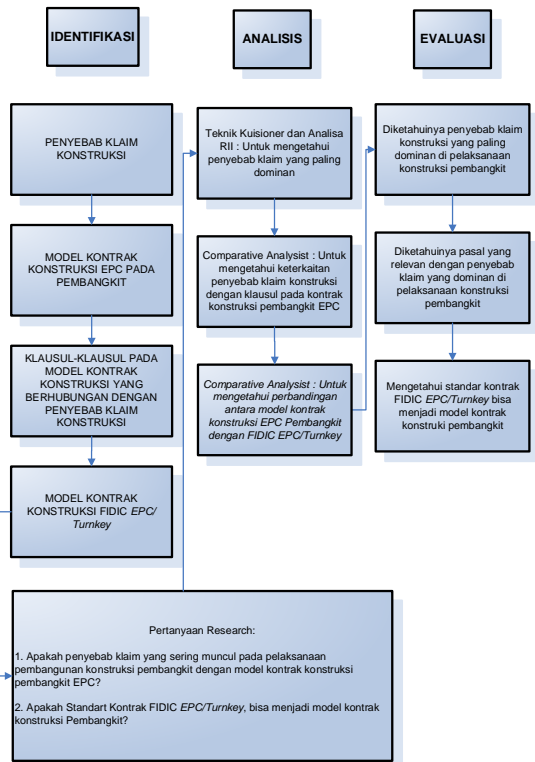 IDENTIFIKASI
PENYEBAB KLAIM
KONSTRUKSI
MODEL KONTRAK
KONSTRUKSI EPC PADA
PEMBANGKIT
KLAUSUL-KLAUSUL PADA
MODEL KONTRAK
KONSTRUKSI YANG
BERHUBUNGAN DENGAN
PENYEBAB KLAIM
KONSTRUKSI
MODEL KONTRAK
KONSTRUKSI FIDIC EPC/
Turnkey
ANALISIS
Teknik Kuisioner dan Analisa
RII : Untuk mengetahui
penyebab klaim yang paling
dominan
Comparative Analysist : Untuk
mengetahui keterkaitan
penyebab klaim konstruksi
dengan klausul pada kontrak
konstruksi pembangkit EPC
Comparative Analysist : Untuk
mengetahui perbandingan
antara model kontrak
konstruksi EPC Pembangkit
dengan FIDIC EPC/Turnkey
EVALUASI
Diketahuinya penyebab klaim
konstruksi yang paling
dominan di pelaksanaan
konstruksi pembangkit
Diketahuinya pasal yang
relevan dengan penyebab
klaim yang dominan di
pelaksanaan konstruksi
pembangkit
Mengetahui standar kontrak
FIDIC EPC/Turnkey bisa
menjadi model kontrak
konstruki pembangkit
Pertanyaan Research:
1. Apakah penyebab klaim yang sering muncul pada pelaksanaan
pembangunan konstruksi pembangkit dengan model kontrak konstruksi
pembangkit EPC?
2. Apakah Standart Kontrak FIDIC EPC/Turnkey, bisa menjadi model kontrak
konstruksi Pembangkit?